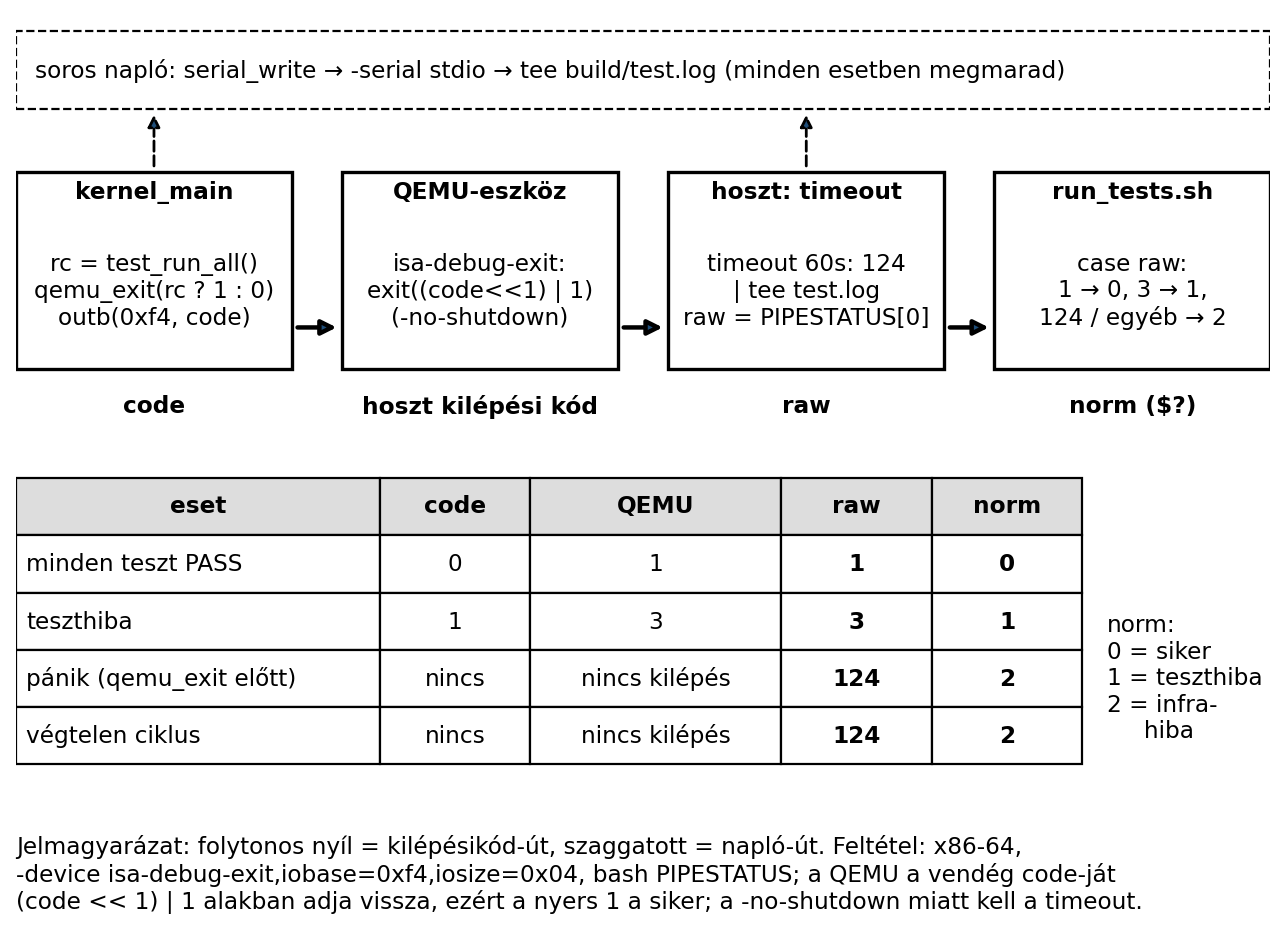 soros napló: serial_write → -serial stdio → tee build/test.log (minden esetben megmarad)
kernel_main
rc = test_run_all()
qemu_exit(rc ? 1 : 0)
outb(0xf4, code)
QEMU-eszköz
isa-debug-exit:
exit((code<<1) | 1)
(-no-shutdown)
hoszt: timeout
timeout 60s: 124
| tee test.log
raw = PIPESTATUS[0]
run_tests.sh
case raw:
1 → 0, 3 → 1,
124 / egyéb → 2
code
hoszt kilépési kód
raw
norm ($?)
eset code QEMU raw norm
minden teszt PASS 0 1 1 0
teszthiba 1 3 3 1
pánik (qemu_exit előtt) nincs nincs kilépés 124 2
végtelen ciklus nincs nincs kilépés 124 2
norm:
0 = siker
1 = teszthiba
2 = infra-
hiba
Jelmagyarázat: folytonos nyíl = kilépésikód-út, szaggatott = napló-út. Feltétel: x86-64,
-device isa-debug-exit,iobase=0xf4,iosize=0x04, bash PIPESTATUS; a QEMU a vendég code-ját
(code << 1) | 1 alakban adja vissza, ezért a nyers 1 a siker; a -no-shutdown miatt kell a timeout.